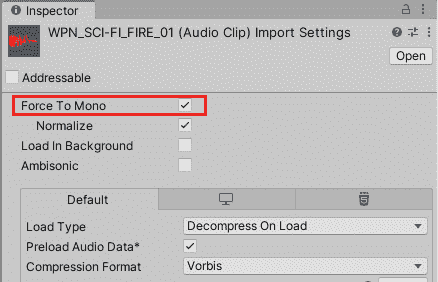 Inspector
WPN_SCI-FI_FIRE_01 (Audio Clip) Import Settings
Open
Addressable
Force To Mono
Normalize
Load In Background
Ambisonic
Default
Load Type Decompress On Load
Preload Audio Data*
Compression Format Vorbis